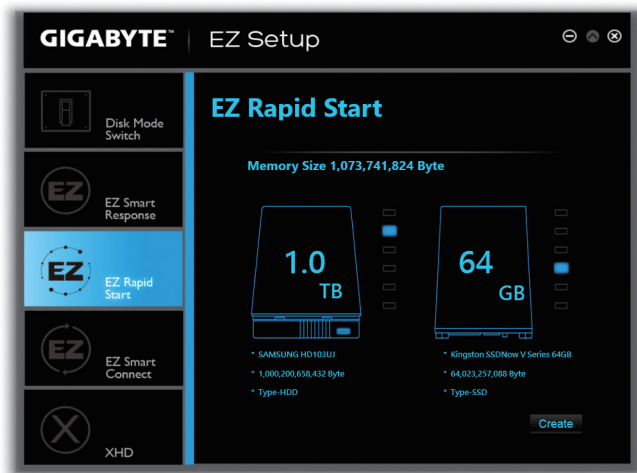 GIGABYTE™ EZ Setup
Disk Mode
Switch
EZ
EZ Smart
Response
EZ
EZ Rapid
Start
EZ
EZ Smart
Connect
X
XHD
EZ Rapid Start
Memory Size 1,073,741,824 Byte
1.0
TB
* SAMSUNG HD103UJ
* 1,000,200,658,432 Byte
* Type-HDD
64
GB
* Kingston SSDNow V Series 64GB
* 64,023,257,088 Byte
* Type-SSD
Create